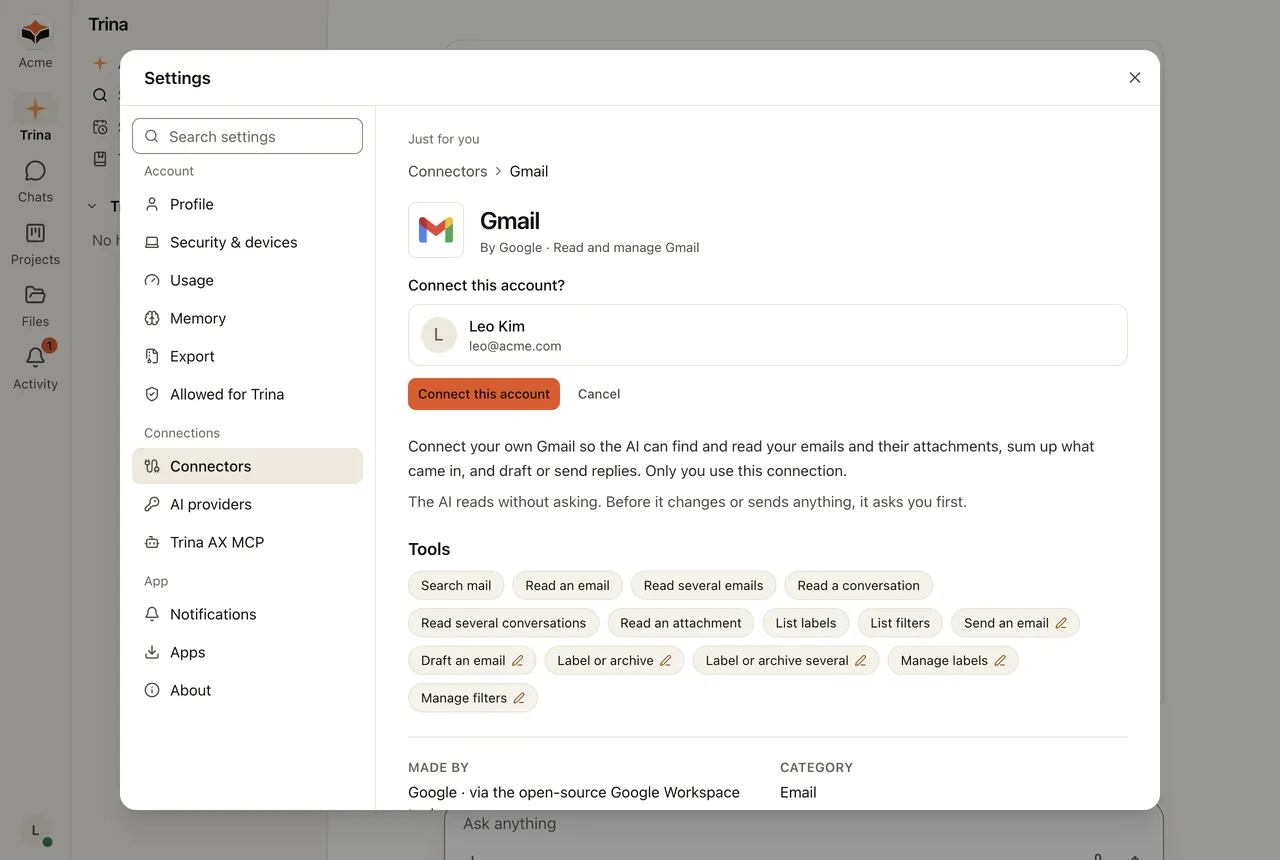 Acme
Trina
Chats
Projects
Files
1
Activity
L
Trina
Settings
Search settings
Account
Profile
Security & devices
Usage
Memory
Export
Allowed for Trina
Connections
Connectors
AI providers
Trina AX MCP
App
Notifications
Apps
About
Just for you
Connectors > Gmail
Gmail
By Google · Read and manage Gmail
Connect this account?
L
Leo Kim
leo@acme.com
Connect this account Cancel
Connect your own Gmail so the AI can find and read your emails and their attachments, sum up what
came in, and draft or send replies. Only you use this connection.
The AI reads without asking. Before it changes or sends anything, it asks you first.
Tools
Search mail Read an email Read several emails Read a conversation
Read several conversations Read an attachment List labels List filters Send an email
Draft an email Label or archive Label or archive several Manage labels
Manage filters
MADE BY
Google · via the open-source Google Workspace
CATEGORY
Email
Ask anything